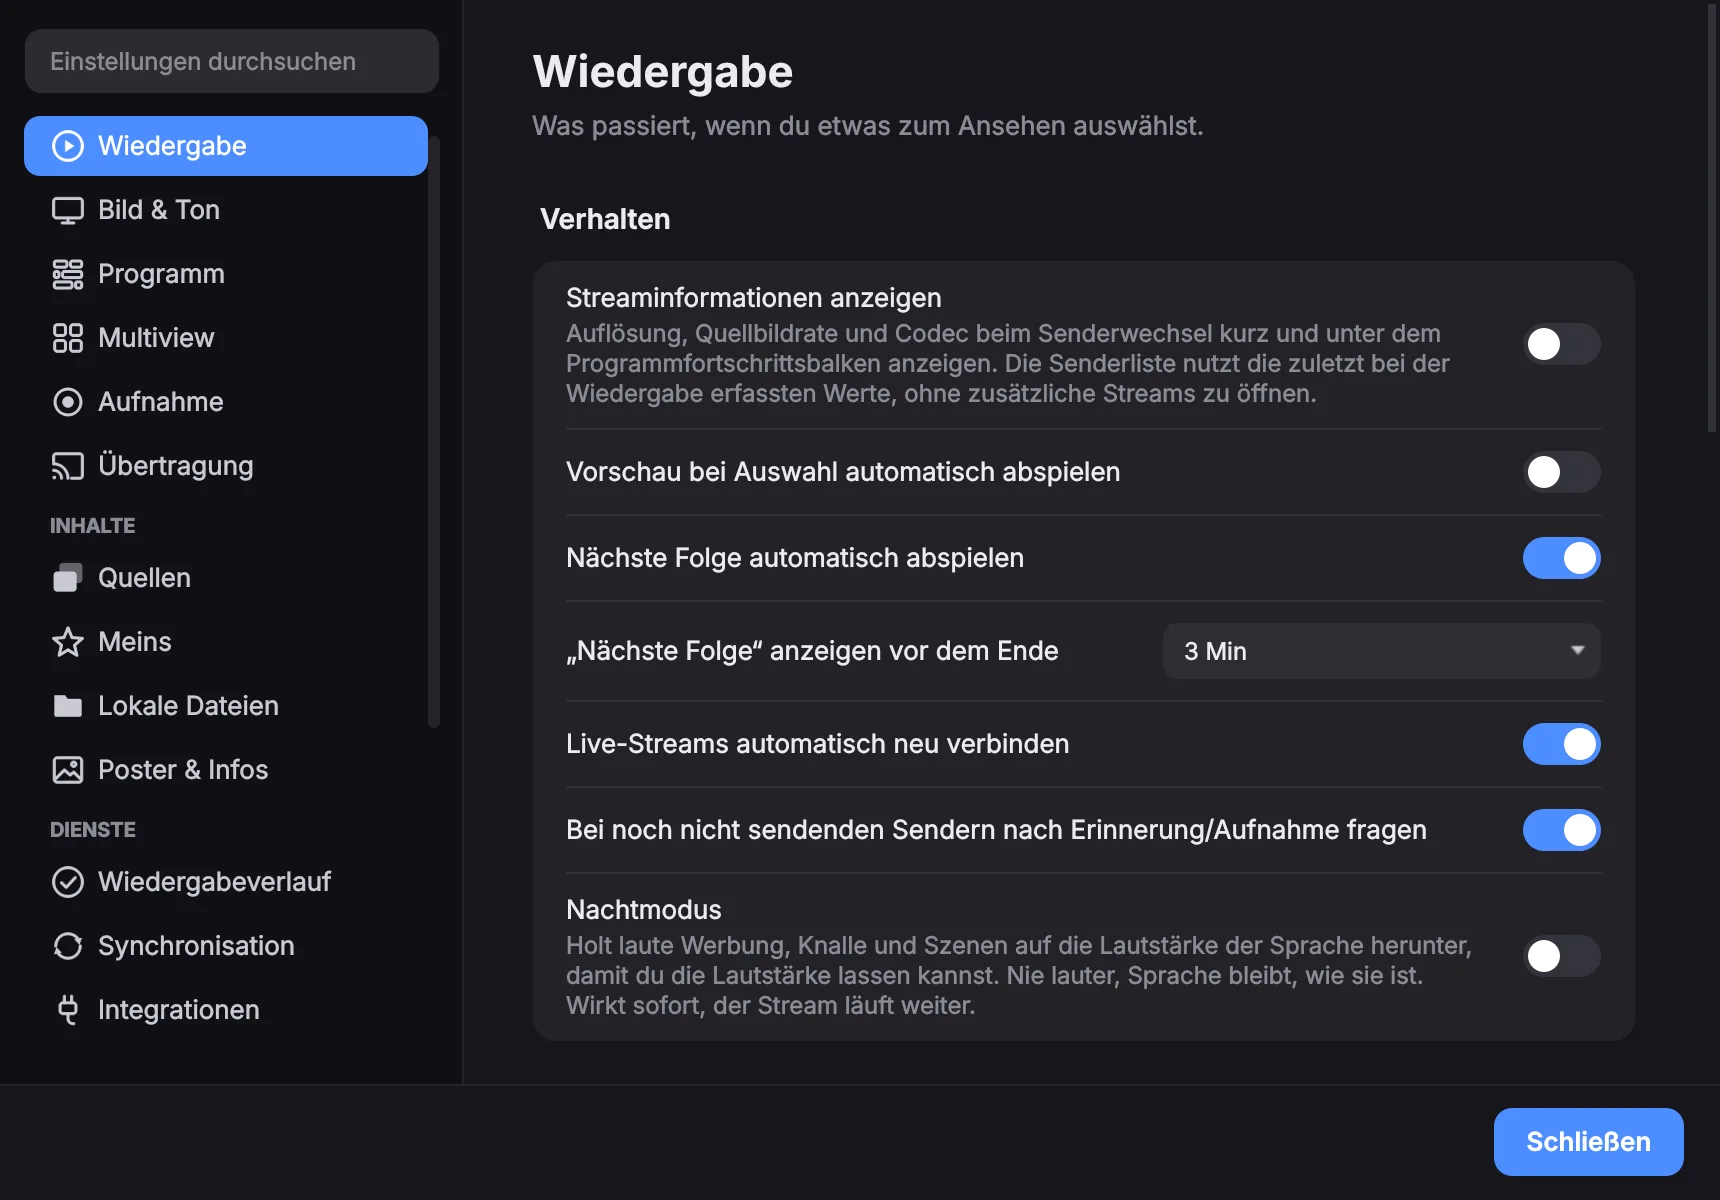 Einstellungen durchsuchen
Wiedergabe
Bild & Ton
Programm
Multiview
Aufnahme
Übertragung
INHALTE
Quellen
Meins
Lokale Dateien
Poster & Infos
DIENSTE
Wiedergabeverlauf
Synchronisation
Integrationen
Wiedergabe
Was passiert, wenn du etwas zum Ansehen auswählst.
Verhalten
Streaminformationen anzeigen
Auflösung, Quellbildrate und Codec beim Senderwechsel kurz und unter dem
Programmfortschrittsbalken anzeigen. Die Senderliste nutzt die zuletzt bei der
Wiedergabe erfassten Werte, ohne zusätzliche Streams zu öffnen.
Vorschau bei Auswahl automatisch abspielen
Nächste Folge automatisch abspielen
„Nächste Folge“ anzeigen vor dem Ende
3 Min
Live-Streams automatisch neu verbinden
Bei noch nicht sendenden Sendern nach Erinnerung/Aufnahme fragen
Nachtmodus
Holt laute Werbung, Knalle und Szenen auf die Lautstärke der Sprache herunter,
damit du die Lautstärke lassen kannst. Nie lauter, Sprache bleibt, wie sie ist.
Wirkt sofort, der Stream läuft weiter.
Schließen